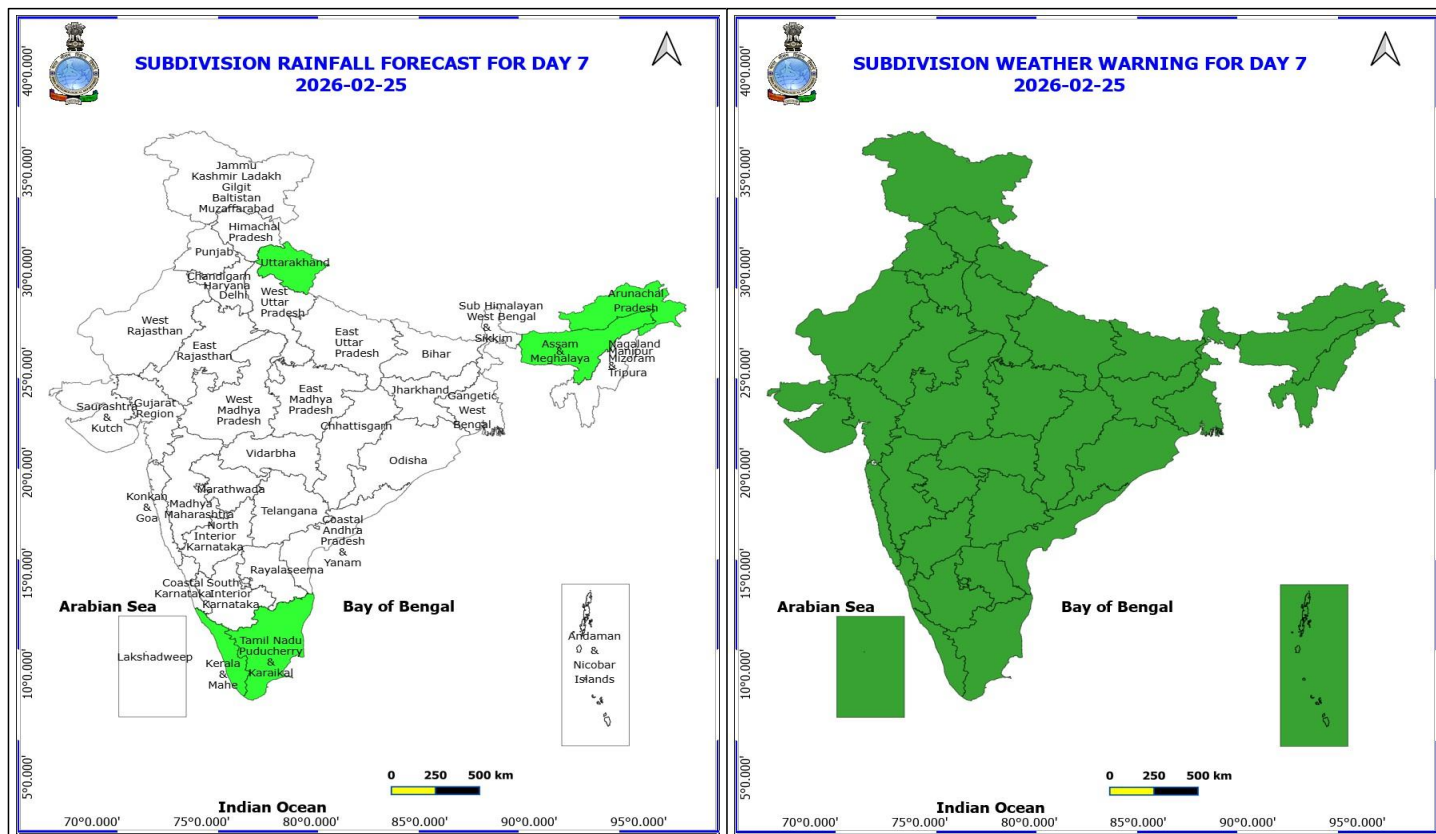 SUBDIVISION RAINFALL FORECAST FOR DAY 7
2026-02-25
40°0.000'
35°0.000'
30°0.000'
25°0.000'
20°0.000'
15°0.000'
10°0.000'
5°0.000'
Jammu
Kashmir Ladakh
Gilgit
Baltistan
Muzaffarabad
Himachal
Pradesh
Punjab
Uttarakhand
Chandigarh
Haryana
Delhi
West
Uttar
Pradesh
Arunachal
Pradesh
Sub Himalayan
West Bengal
&
Sikkim
West
Rajasthan
East
Rajasthan
East
Uttar
Pradesh
Bihar
Assam
&
Meghalaya
Nagaland
Manipur
Mizoram
&
Tripura
Saurashtra
&
Kutch
Gujarat
Region
West
Madhya
Pradesh
East
Madhya
Pradesh
Jharkhand
Gangetic
West
Bengal
Chhattisgarh
Vidarbha
Odisha
Konkan
&
Goa
Marathwada
Madhya
Maharashtra
North
Interior
Karnataka
Telangana
Coastal
Andhra
Pradesh
&
Yanam
Rayalaseema
Coastal
Karnataka
South
Interior
Karnataka
Arabian Sea
Bay of Bengal
Lakshadweep
Kerala
&
Mahe
Tamil Nadu
Puducherry
&
Karaikal
Andaman
&
Nicobar
Islands
0 250 500 km
Indian Ocean
70°0.000' 75°0.000' 80°0.000' 85°0.000' 90°0.000' 95°0.000'
SUBDIVISION WEATHER WARNING FOR DAY 7
2026-02-25
40°0.000'
35°0.000'
30°0.000'
25°0.000'
20°0.000'
15°0.000'
10°0.000'
5°0.000'
Arabian Sea
Bay of Bengal
0 250 500 km
Indian Ocean
70°0.000' 75°0.000' 80°0.000' 85°0.000' 90°0.000' 95°0.000'